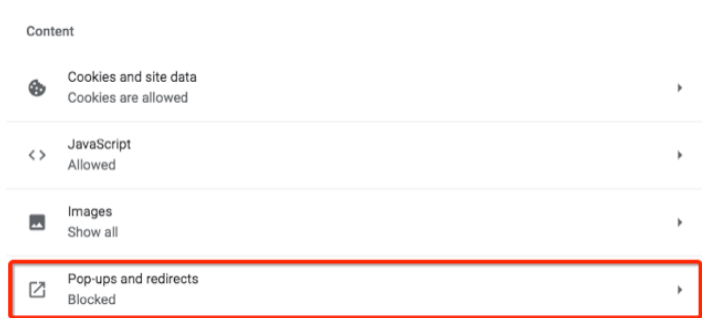 Content
Cookies and site data
Cookies are allowed
JavaScript
Allowed
Images
Show all
Pop-ups and redirects
Blocked